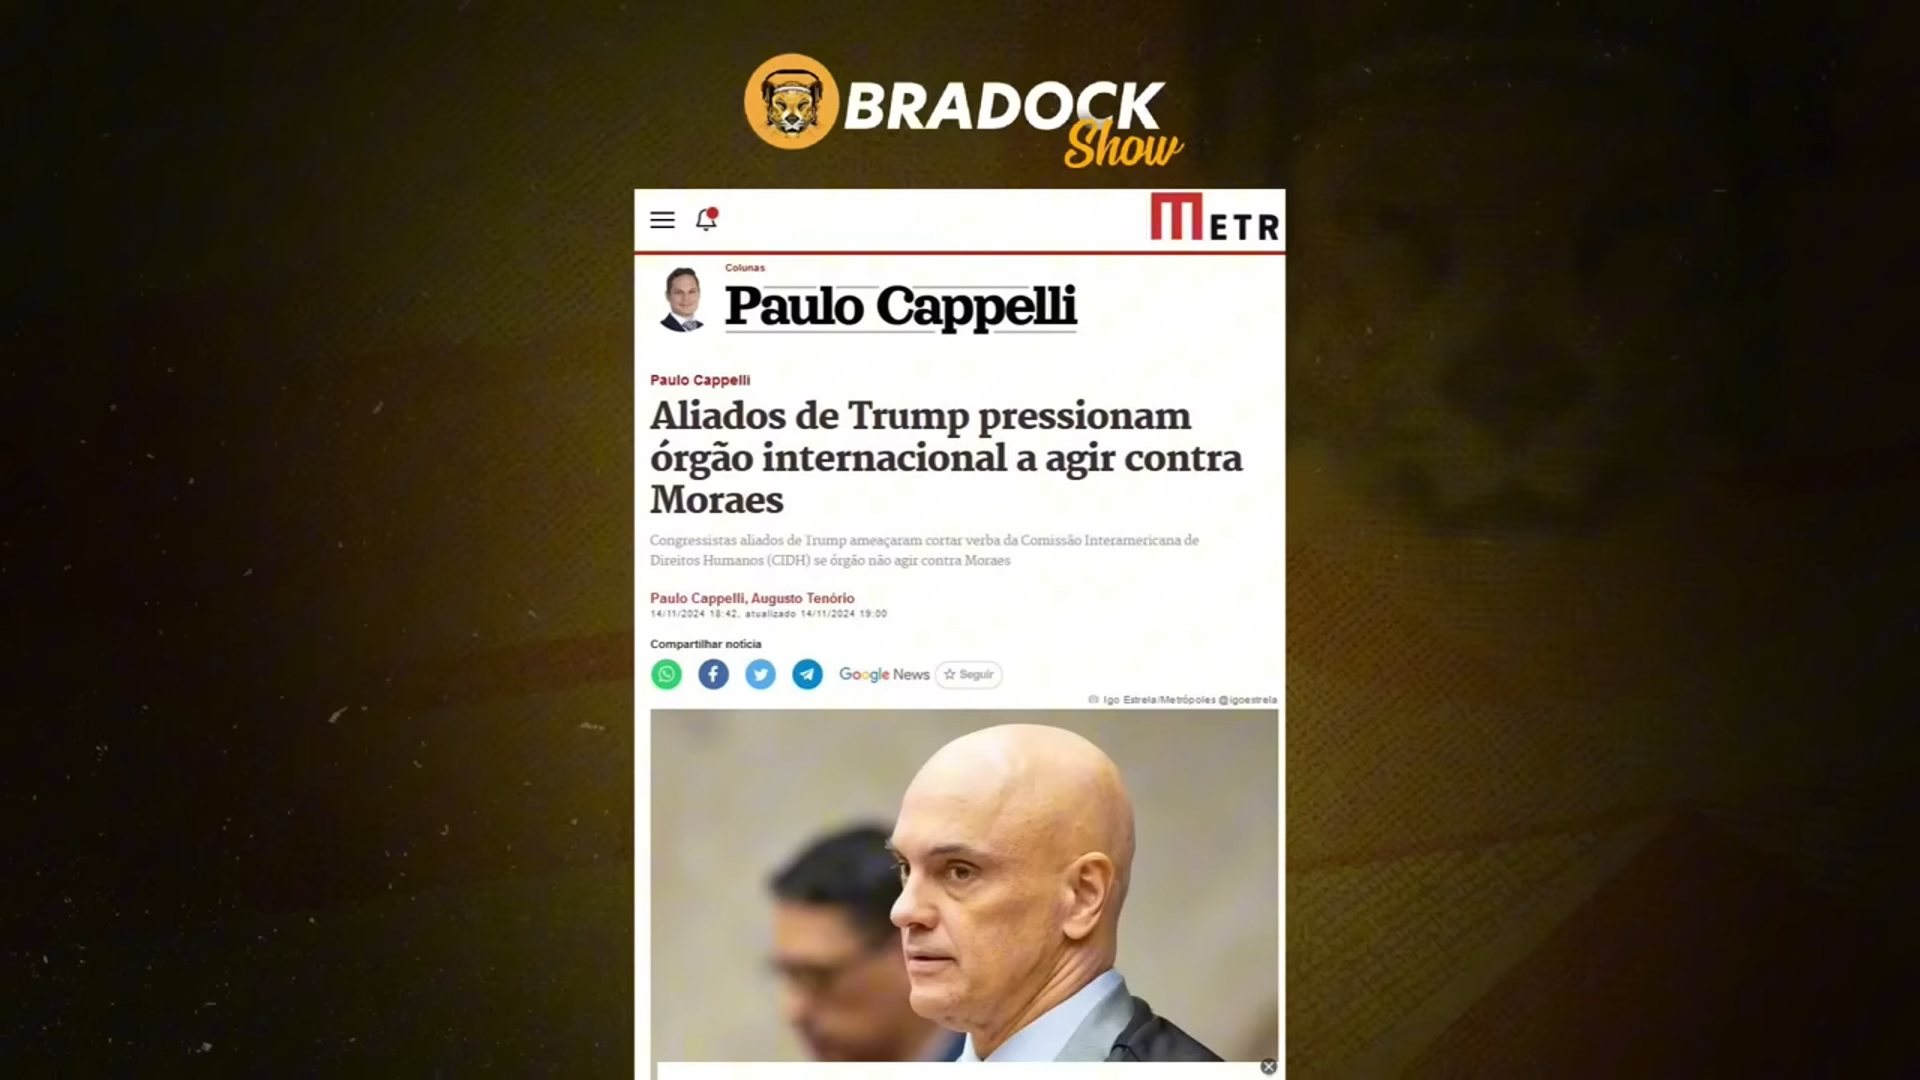 BRADOCK
Show
METR
Colunas
Paulo Cappelli
Paulo Cappelli
Aliados de Trump pressionam
órgão internacional a agir contra
Moraes
Congressistas aliados de Trump ameaçaram cortar verba da Comissão Interamericana de
Direitos Humanos (CIDH) se órgão não agir contra Moraes
Paulo Cappelli, Augusto Tenório
14/11/2024 18:42, atualizado 14/11/2024 19:00
Compartilhar notícia
Google News
Seguir
Igo Estrela/Metrópoles @igoestrela